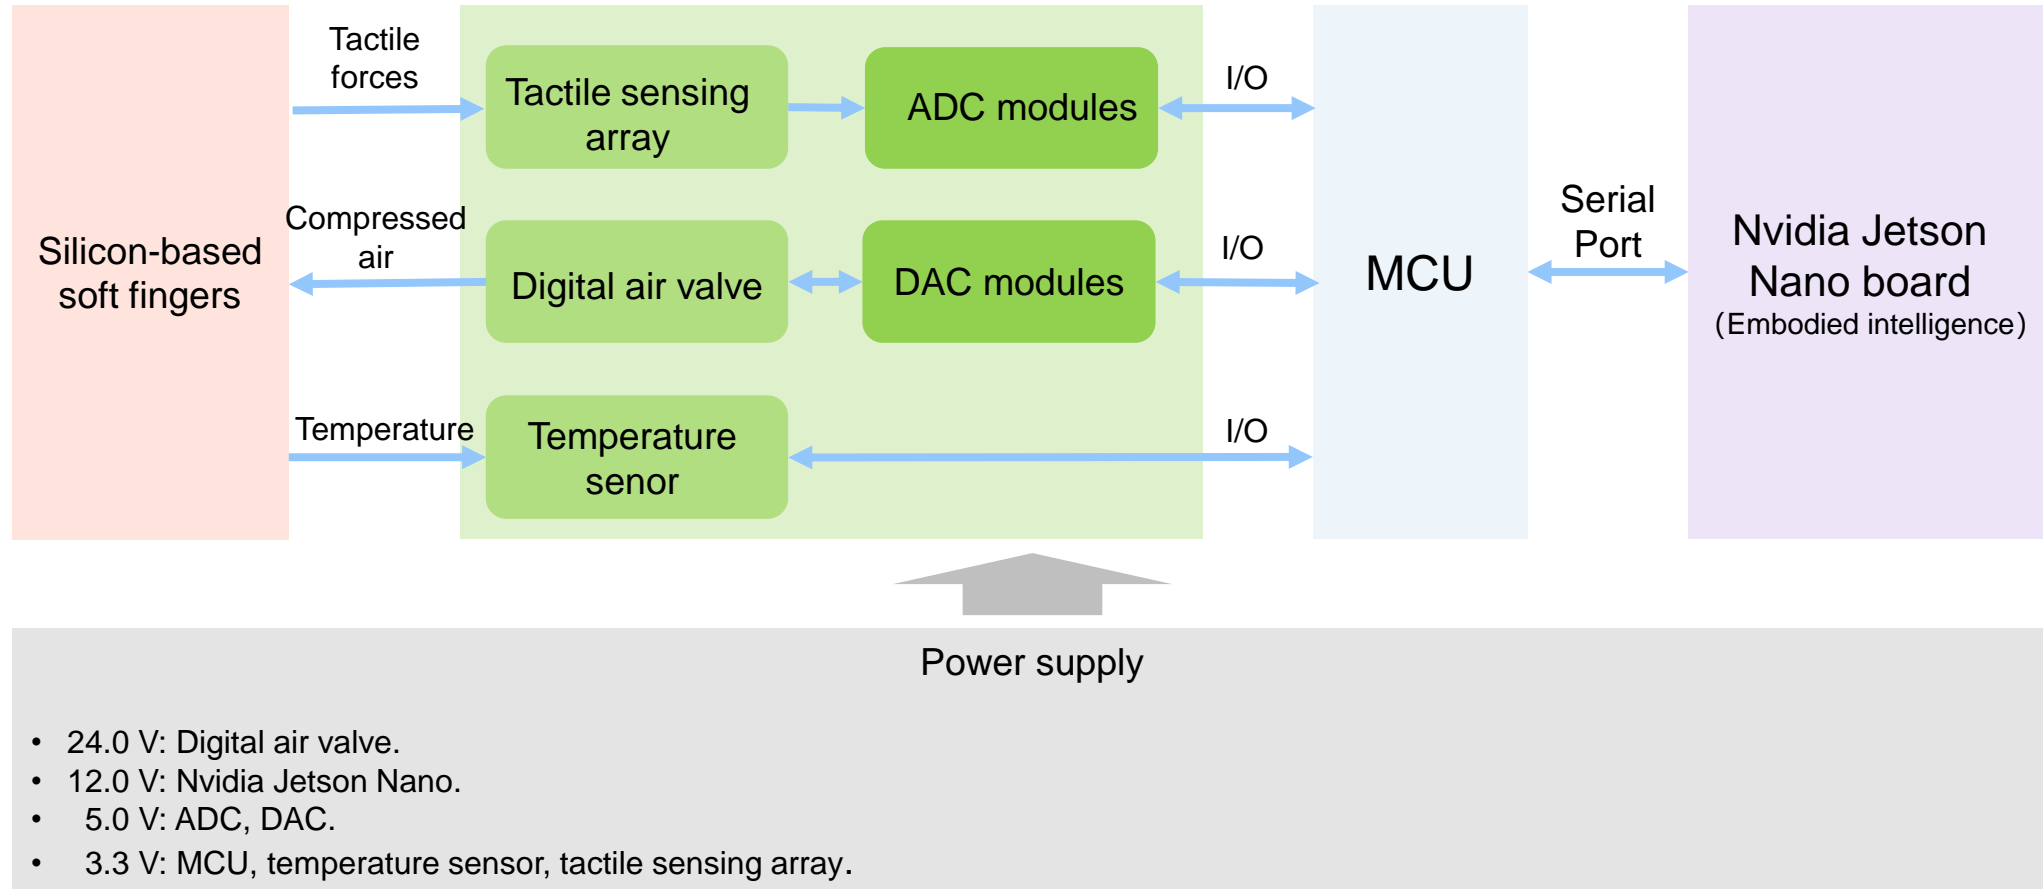 Silicon-based
soft fingers
Tactile
forces
Compressed
air
Temperature
Tactile sensing
array
ADC modules
Digital air valve
DAC modules
Temperature
senor
I/O
I/O
I/O
MCU
Serial
Port
Nvidia Jetson
Nano board
(Embodied intelligence)
Power supply
• 24.0 V: Digital air valve.
• 12.0 V: Nvidia Jetson Nano.
• 5.0 V: ADC, DAC.
• 3.3 V: MCU, temperature sensor, tactile sensing array.